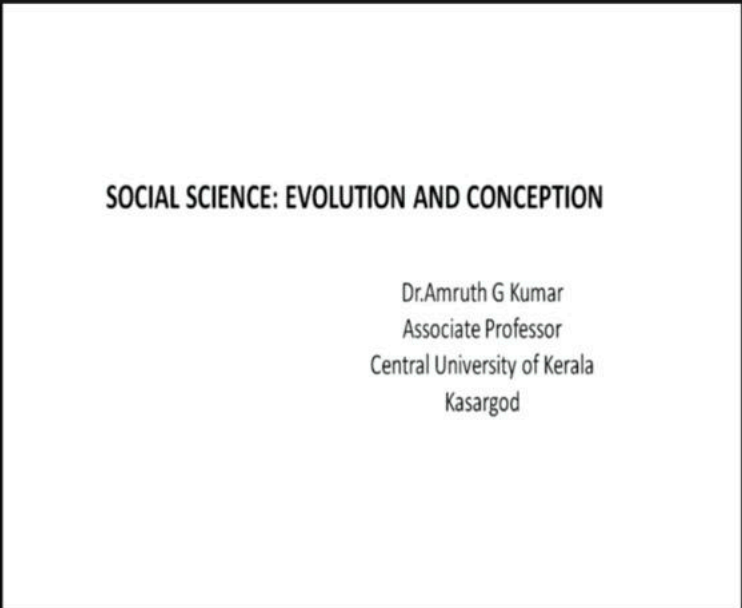 SOCIAL SCIENCE: EVOLUTION AND CONCEPTION
Dr.Amruth G Kumar
Associate Professor
Central University of Kerala
Kasargod